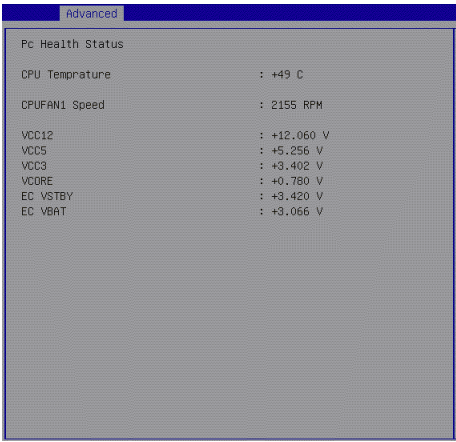 Advanced
Pc Health Status
CPU Temprature : +49 C
CPUFAN1 Speed : 2155 RPM
VCC12 : +12.060 V
VCC5 : +5.256 V
VCC3 : +3.402 V
VCORE : +0.780 V
EC VSTBY : +3.420 V
EC VBAT : +3.066 V